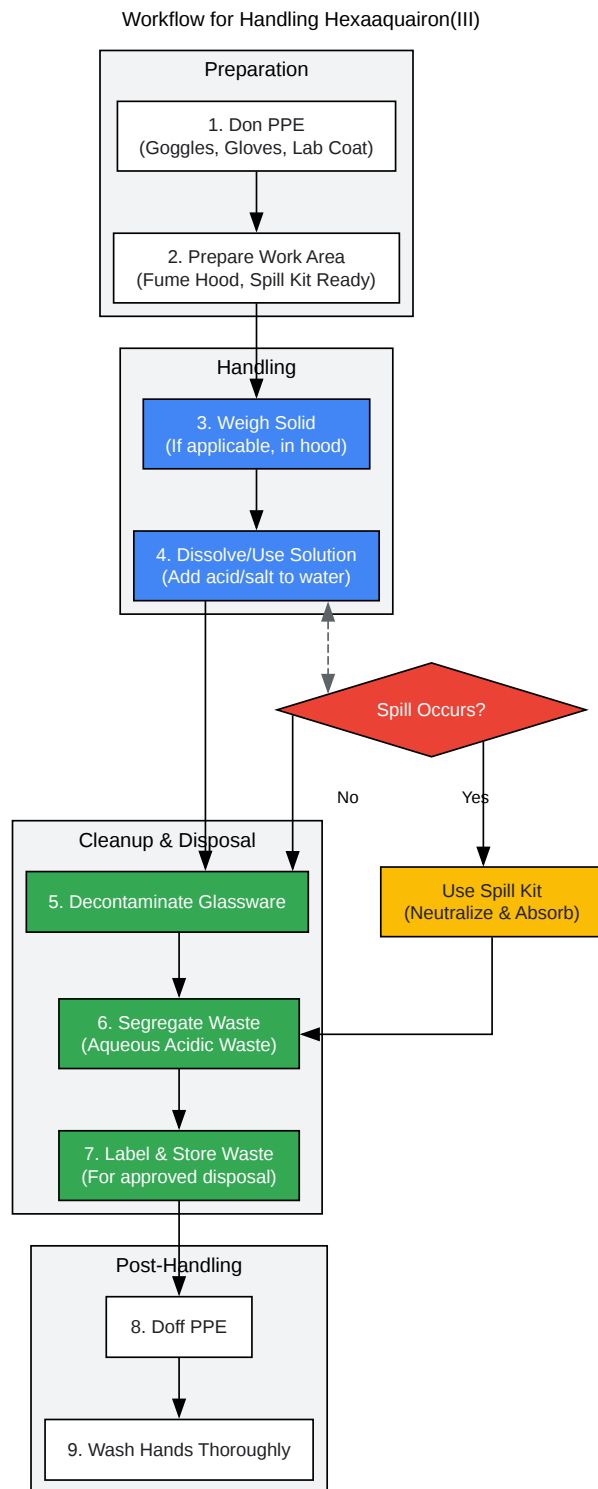 Workflow for Handling Hexaaquairon(III)
Preparation
1. Don PPE
(Goggles, Gloves, Lab Coat)
2. Prepare Work Area
(Fume Hood, Spill Kit Ready)
Handling
3. Weigh Solid
(If applicable, in hood)
4. Dissolve/Use Solution
(Add acid/salt to water)
Spill Occurs?
No
Yes
Cleanup & Disposal
5. Decontaminate Glassware
Use Spill Kit
(Neutralize & Absorb)
6. Segregate Waste
(Aqueous Acidic Waste)
7. Label & Store Waste
(For approved disposal)
Post-Handling
8. Doff PPE
9. Wash Hands Thoroughly